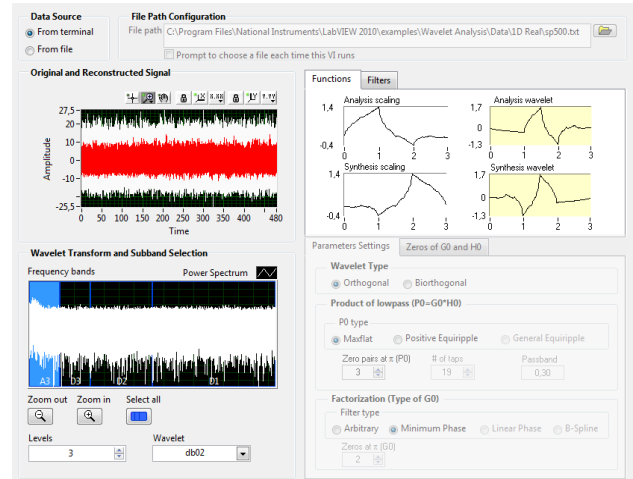 Data Source
From terminal
From file
File Path Configuration
File path C:\Program Files\National Instruments\LabVIEW 2010\examples\Wavelet Analysis\Data\1D Real\sp500.txt
Prompt to choose a file each time this VI runs
Original and Reconstructed Signal
27,5
20
10
0
-10
-25,5
Amplitude
0 50 100 150 200 250 300 350 400 480
Time
Wavelet Transform and Subband Selection
Frequency bands
Power Spectrum
A3 D3 D2 D1
Zoom out Zoom in Select all
Levels
3
Wavelet
db02
Functions Filters
Analysis scaling
1,4
-0,4
0 1 2 3
Analysis wavelet
1,7
0
-1,3
0 1 2 3
Synthesis scaling
1,4
-0,4
0 1 2 3
Synthesis wavelet
1,7
0
-1,3
0 1 2 3
Parameters Settings Zeros of G0 and H0
Wavelet Type
Orthogonal Biorthogonal
Product of lowpass (P0=G0*H0)
P0 type
Maxflat Positive Equiripple General Equiripple
Zero pairs at π (P0) # of taps Passband
3 19 0,30
Factorization (Type of G0)
Filter type
Arbitrary Minimum Phase Linear Phase B-Spline
Zeros at π (G0)
2